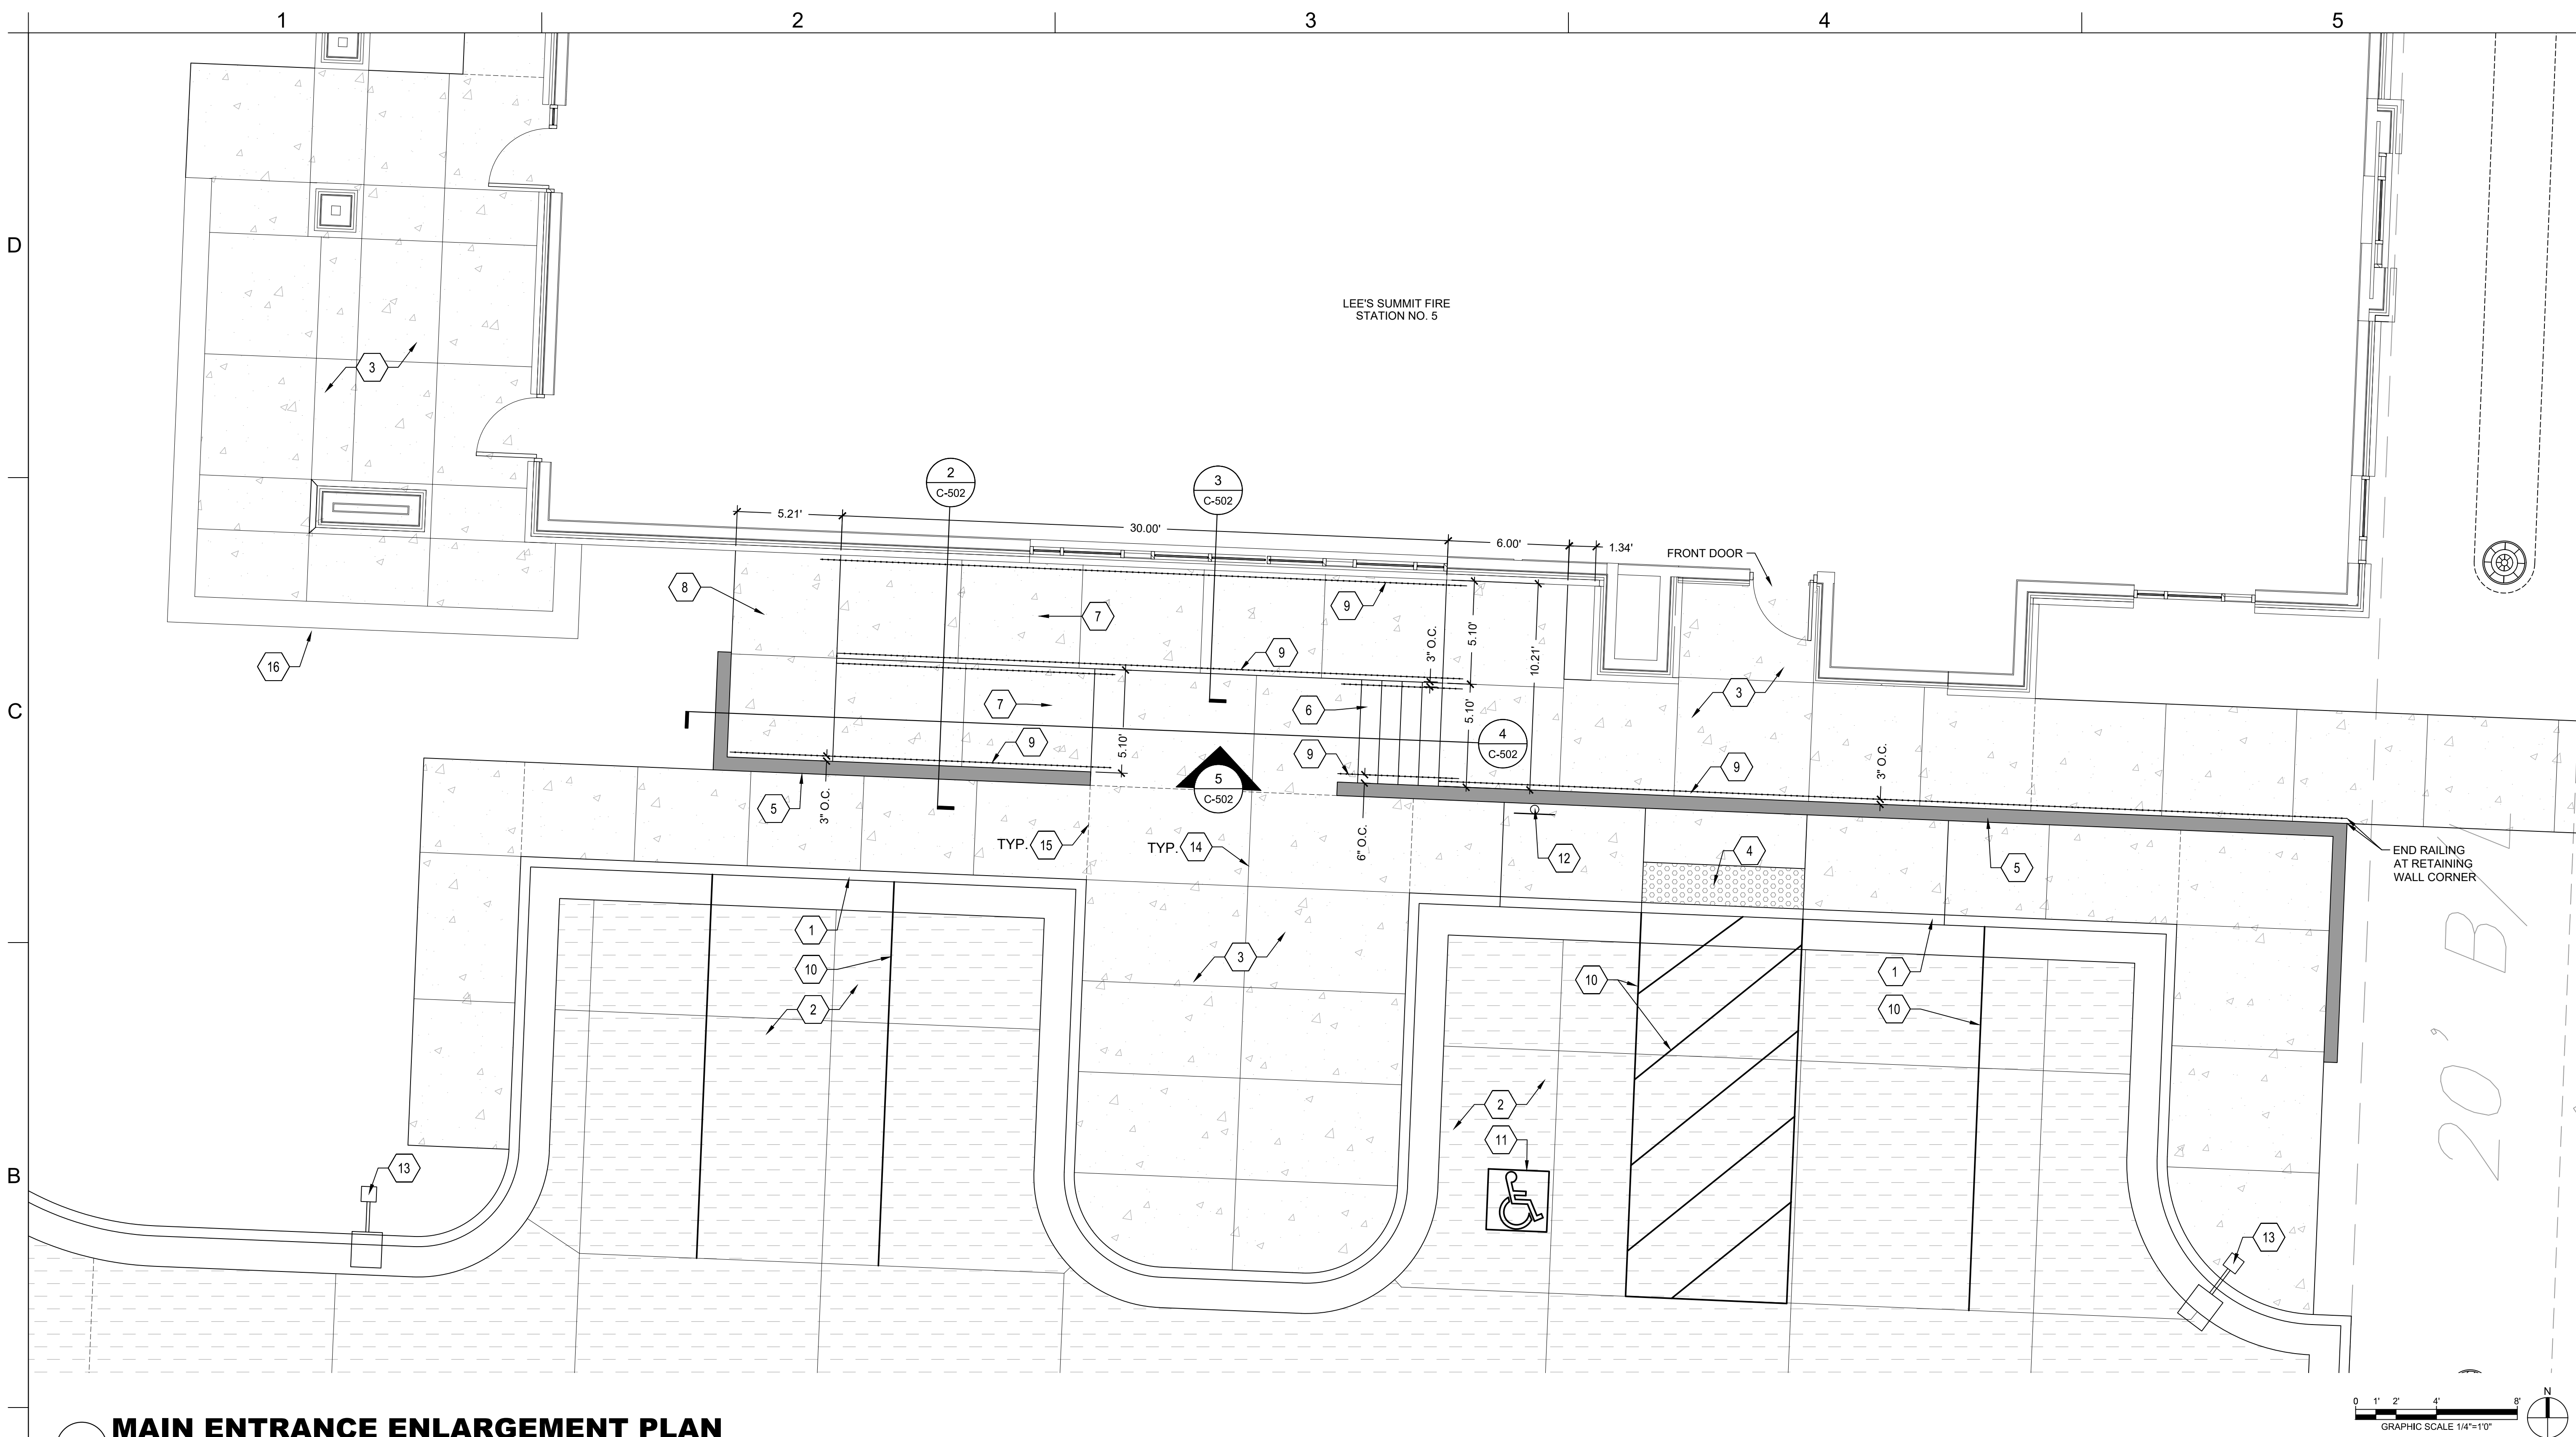 1 2 3 4 5
D
LEE'S SUMMIT FIRE
STATION NO. 5
3
2
C-502
3
C-502
5.21'
30.00'
6.00'
1.34'
FRONT DOOR
8
7
9
16
9
3" O.C.
5.10'
10.21'
3
C
7
6
5.10'
9
5.10'
9
4
C-502
9
3" O.C.
5
C-502
5
3" O.C.
TYP. 15
TYP. 14
6" O.C.
12
4
5
END RAILING
AT RETAINING
WALL CORNER
1
10
2
3
10
1
10
20' B
2
11
B
13
13
0 1' 2' 4' 8'
GRAPHIC SCALE 1/4"=1'0"
N
MAIN ENTRANCE ENLARGEMENT PLAN